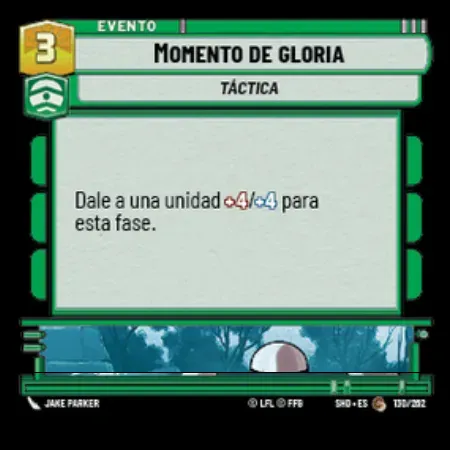 EVENTO
3
MOMENTO DE GLORIA
TÁCTICA
Dale a una unidad +4/+4 para
esta fase.
JAKE PARKER
© LFL © FFG
SHD • ES
130/262